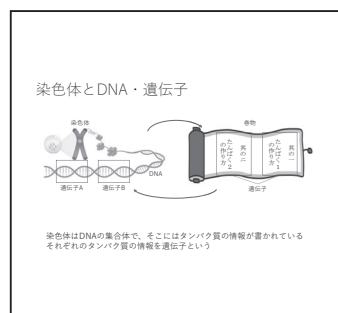 染色体とDNA・遺伝子
染色体
DNA
遺伝子A
遺伝子B
巻物
其の一
たんぱく1
の作り方
其の二
たんぱく2
の作り方
遺伝子
染色体はDNAの集合体で、そこにはタンパク質の情報が書かれている
それぞれのタンパク質の情報を遺伝子という